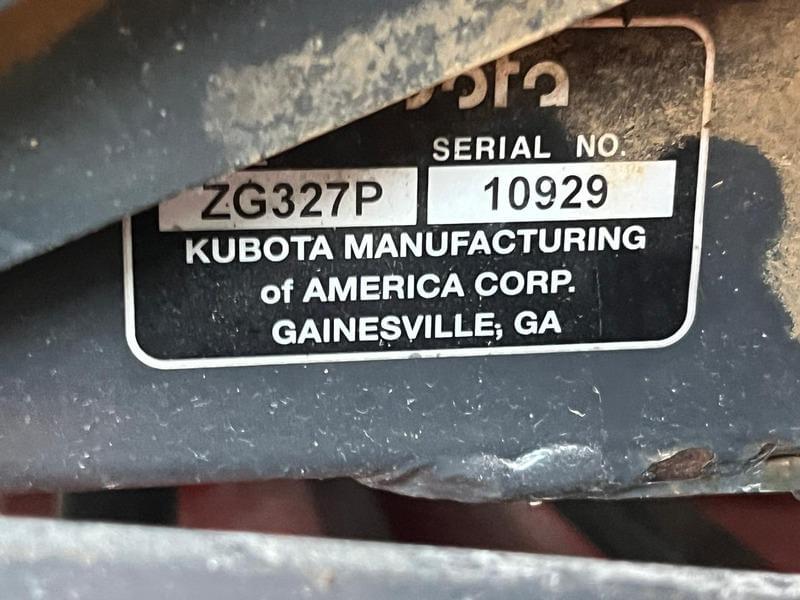 SERIAL NO.
ZG327P 10929
KUBOTA MANUFACTURING
of AMERICA CORP.
GAINESVILLE, GA